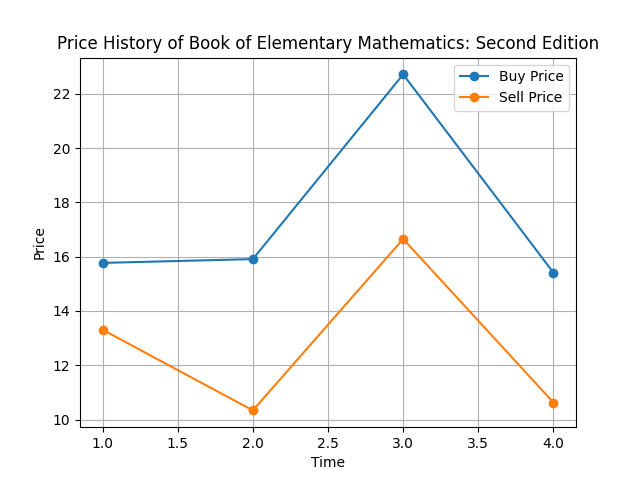 Price History of Book of Elementary Mathematics: Second Edition
Buy Price
Sell Price
Price
22
20
18
16
14
12
10
1.0 1.5 2.0 2.5 3.0 3.5 4.0
Time